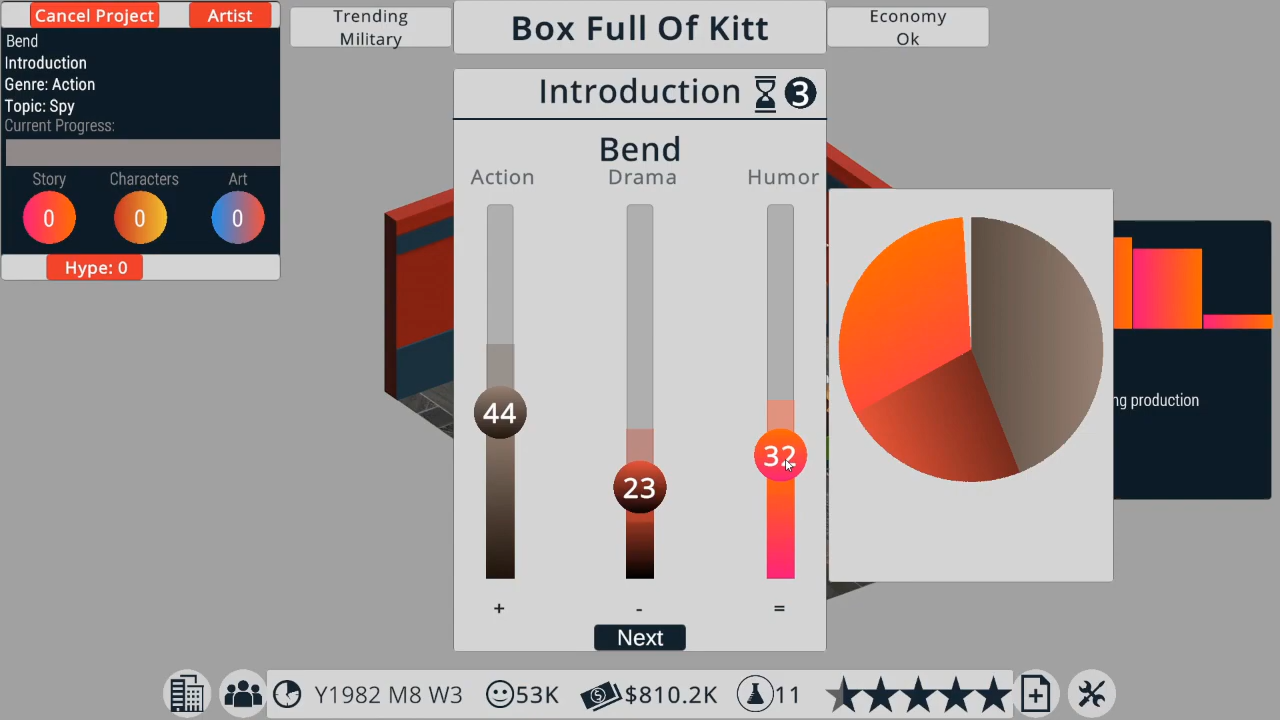 Cancel Project
Artist
Bend
Introduction
Genre: Action
Topic: Spy
Current Progress:
Story
Characters
Art
0
0
0
Hype: 0
Trending
Military
Box Full Of Kitt
Economy
Ok
Introduction
3
Bend
Action
Drama
Humor
44
23
32
+
-
=
Next
ng production
Y1982 M8 W3
53K
$810.2K
11